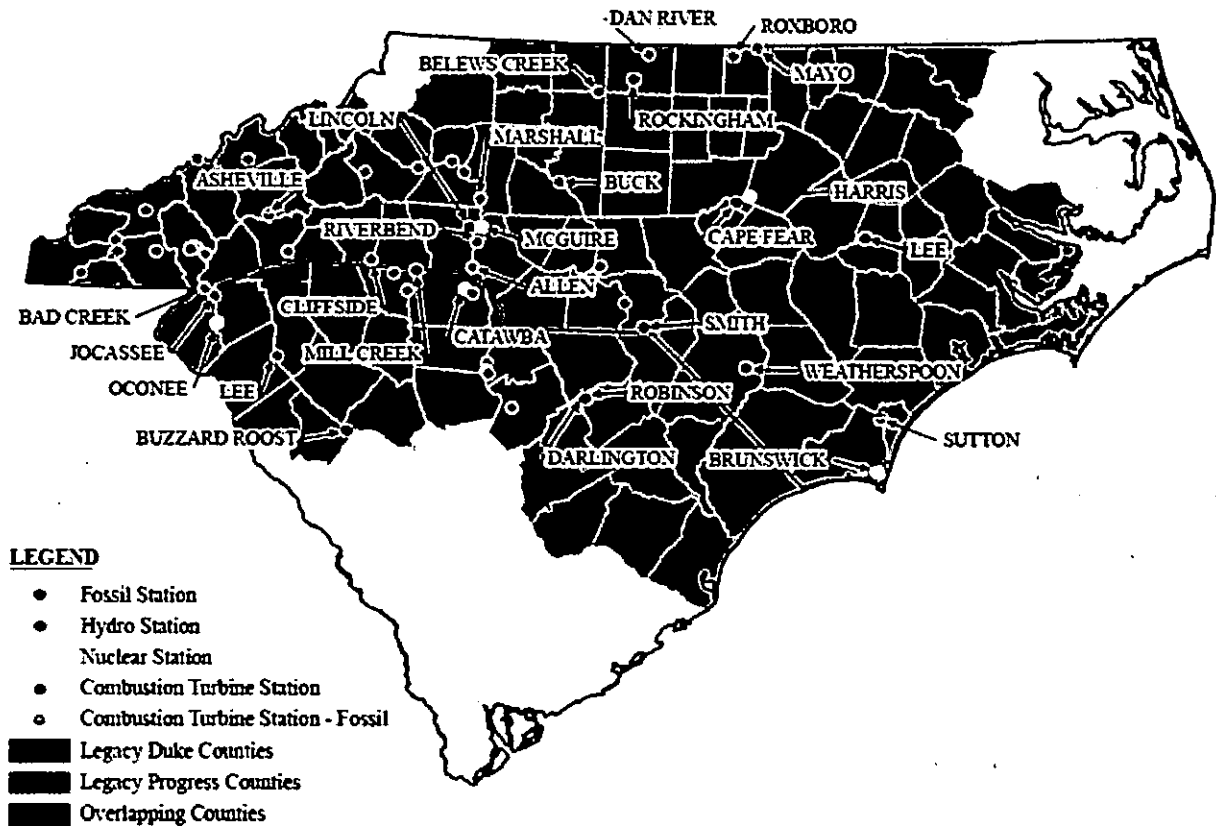 DAN RIVER
ROXBORO
BELEWS CREEK
MAYO
LINCOLN
MARSHALL
ROCKINGHAM
ASHEVILLE
BUCK
HARRIS
RIVERBEND
MCGUIRE
CAPE FEAR
LEE
ALLEN
BAD CREEK
CLIFFSIDE
SMITH
JOCASSEE
MILL CREEK
CATAWBA
OCONEE
LEE
ROBINSON
WEATHERSPOON
BUZZARD ROOST
SUTTON
DARLINGTON
BRUNSWICK
LEGEND
Fossil Station
Hydro Station
Nuclear Station
Combustion Turbine Station
Combustion Turbine Station - Fossil
Legacy Duke Counties
Legacy Progress Counties
Overlapping Counties